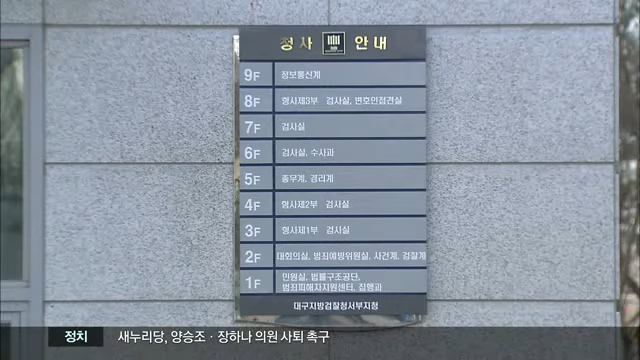 청사 안내
9F 정보통신계
8F 형사제3부 검사실, 변호인접견실
7F 검사실
6F 검사실, 수사과
5F 총무계, 경리계
4F 형사제2부 검사실
3F 형사제1부 검사실
2F 대회의실, 범죄예방위원실, 사건계, 검찰계
1F 민원실, 법률구조공단,
범죄피해자지원센터, 집행과
대구지방검찰청서부지청
정치 새누리당, 양승조·장하나 의원 사퇴 촉구